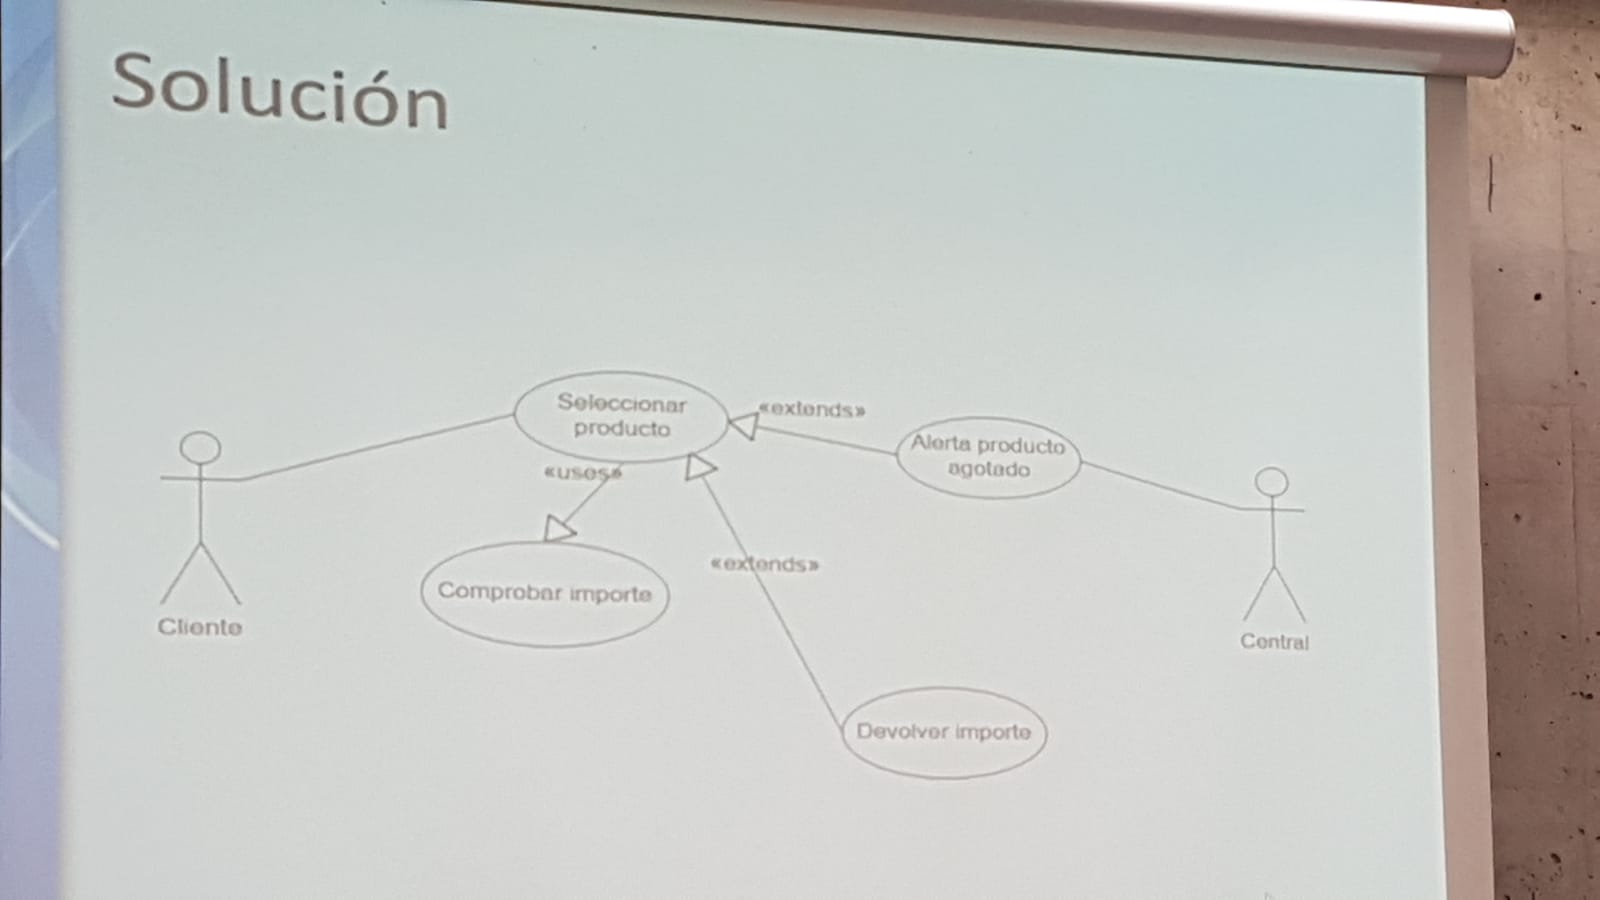 Solución
Seleccionar
producto
«extends»
Alerta producto
agotado
«uses»
«extends»
Comprobar importe
Cliente
Central
Devolver importe